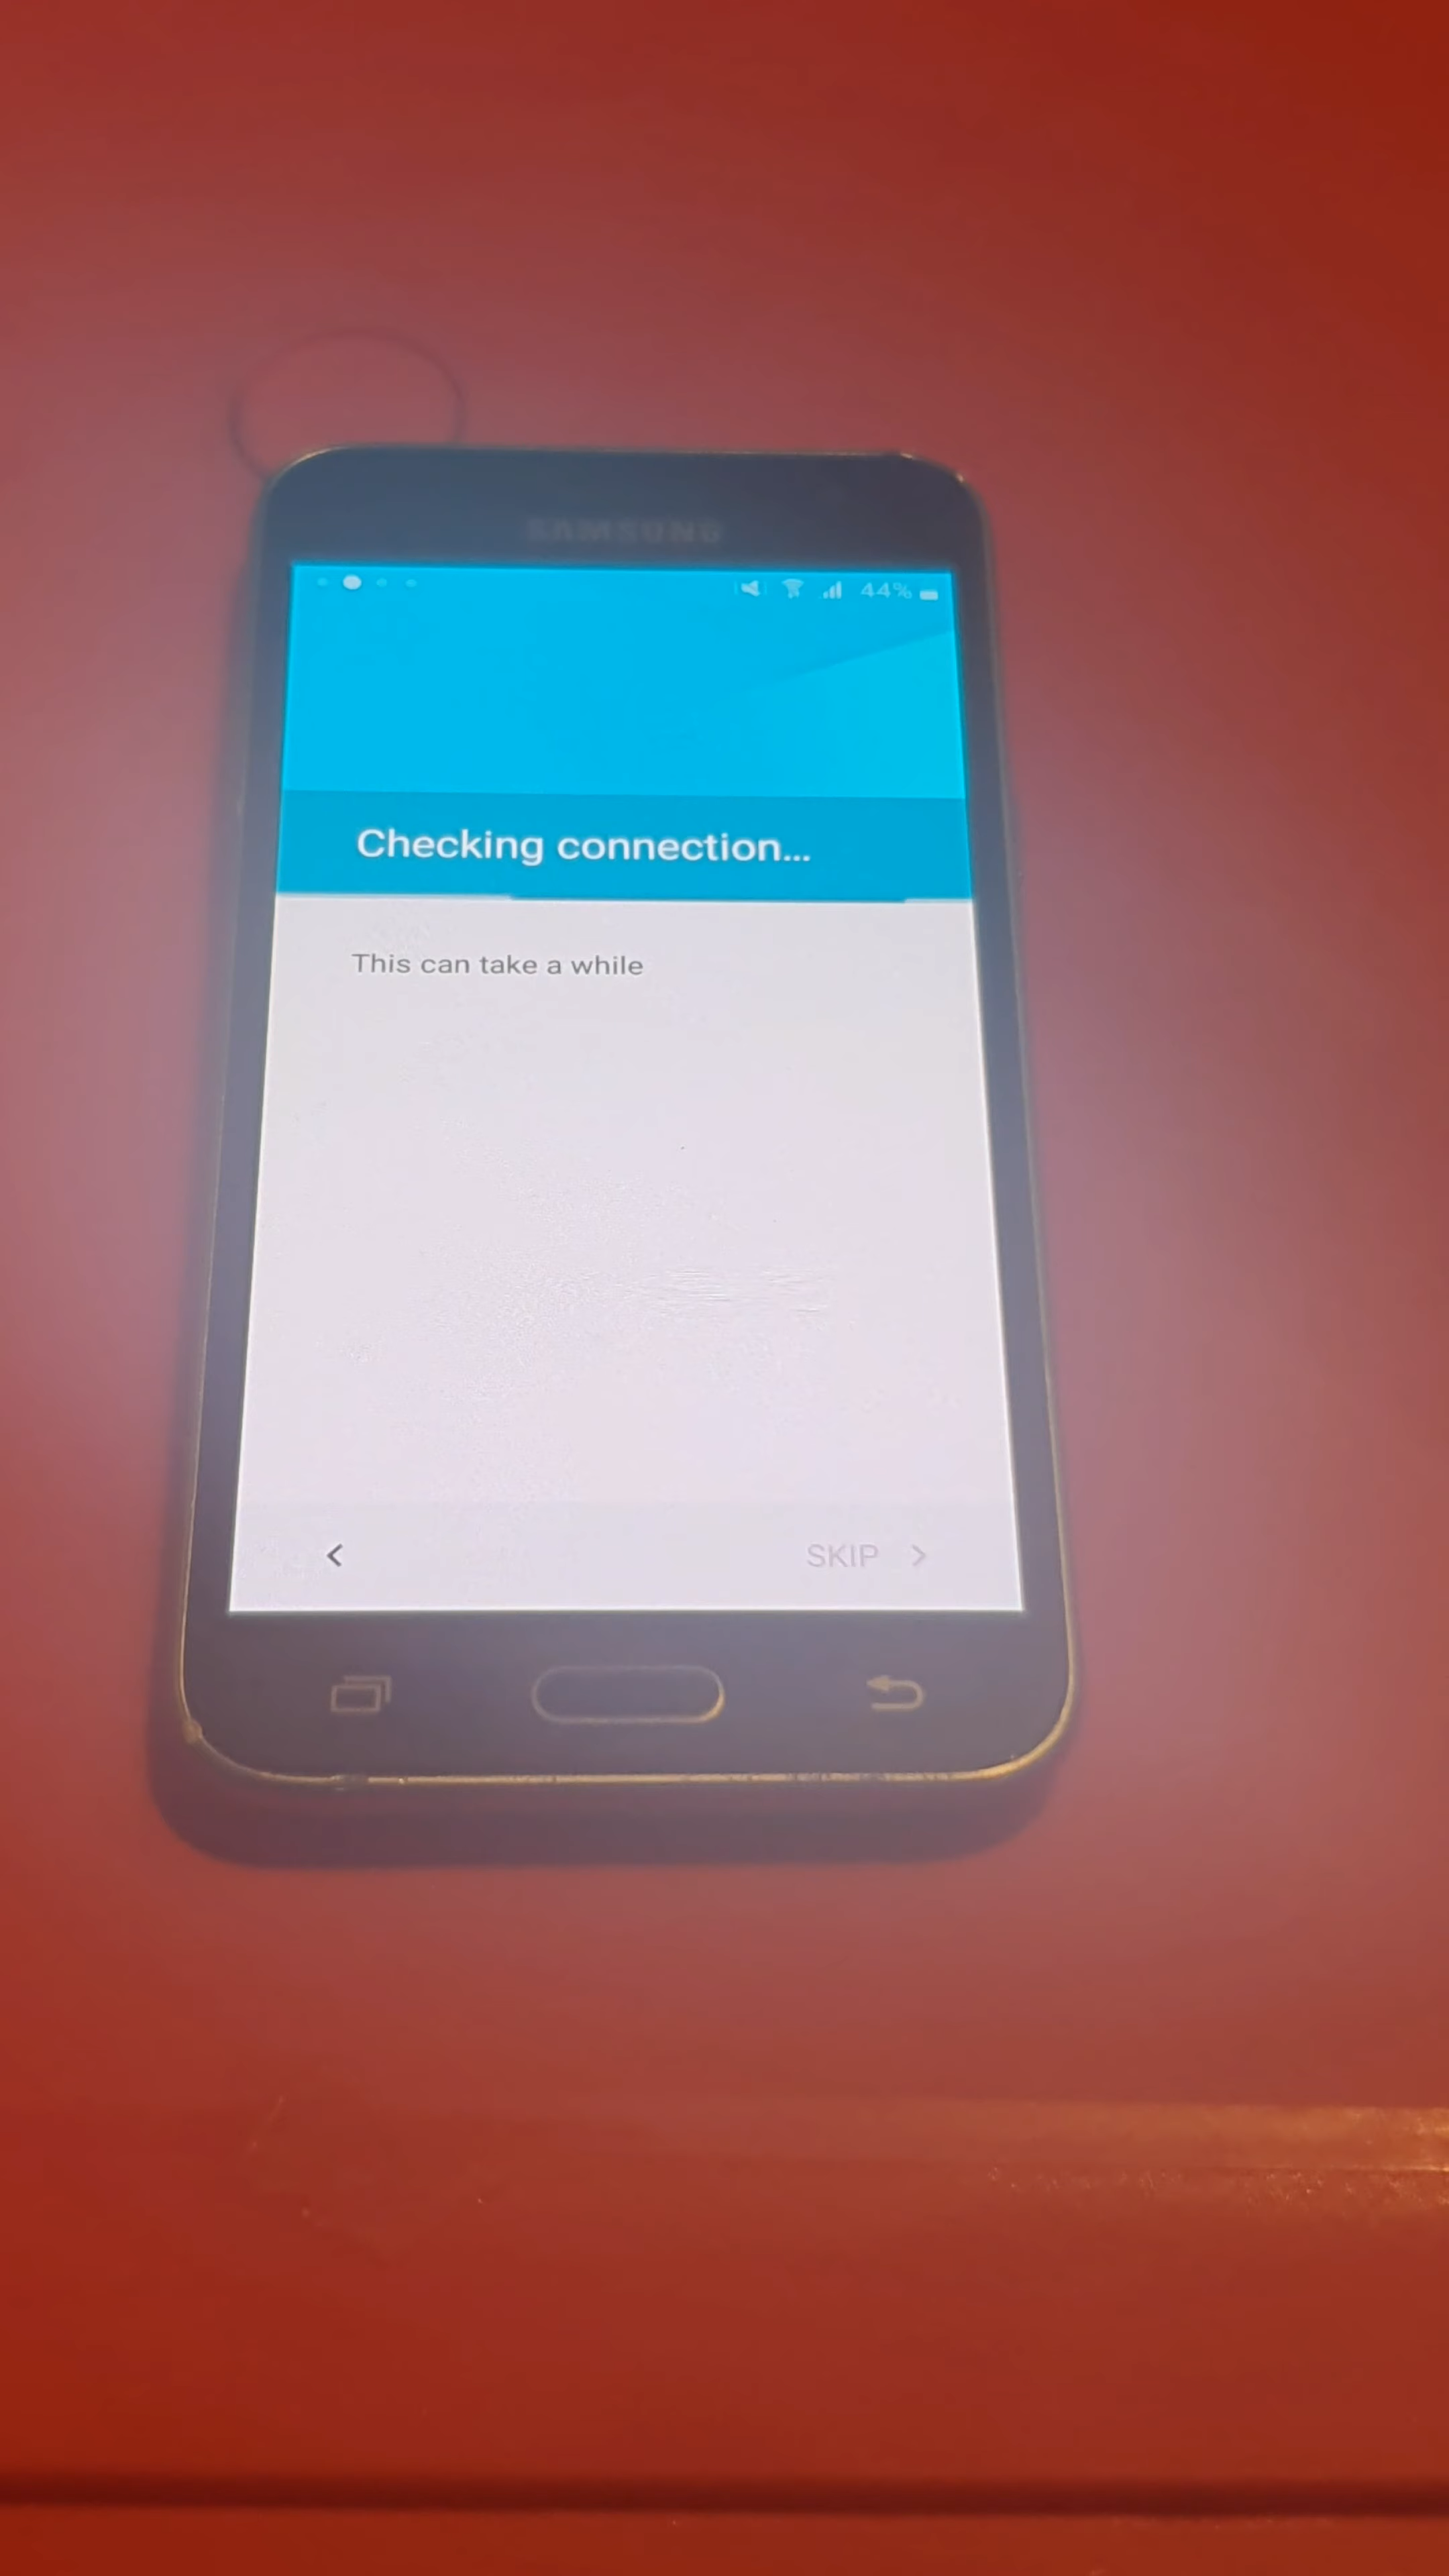 SAMSUNG
44%
Checking connection...
This can take a while
SKIP